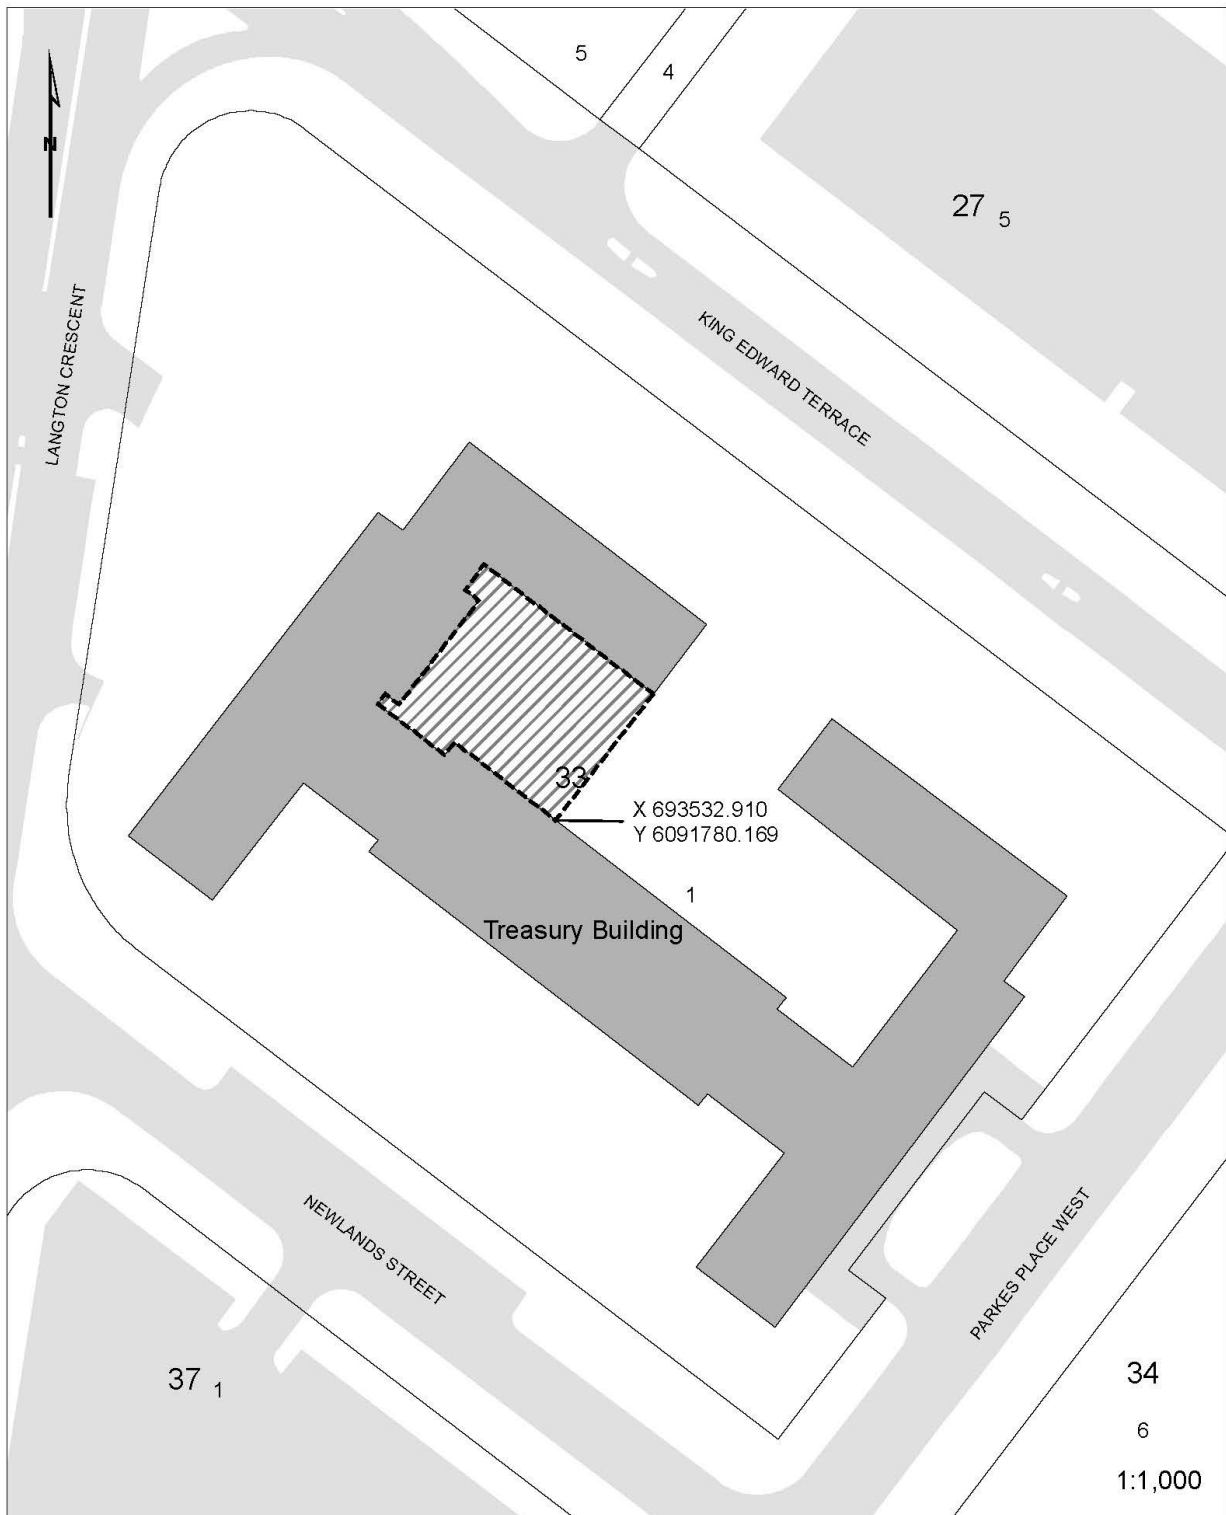 5
4
N
27 5
LANGTON CRESCENT
KING EDWARD TERRACE
33
X 693532.910
Y 6091780.169
1
Treasury Building
NEWLANDS STREET
PARKES PLACE WEST
37 1
34
6
1:1,000